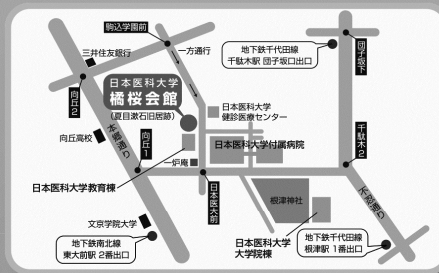 駒込学園前
一方通行
三井住友銀行
地下鉄千代田線
千駄木駅 団子坂口出口
団子坂下
日本医科大学
橘桜会館
(夏目漱石旧居跡)
向丘2
日本医科大学
健診医療センター
向丘高校
本郷通り
向丘1
日本医科大学付属病院
千駄木2
一炉庵
日本医科大学教育棟
日本医大前
不忍通り
根津神社
文京学院大学
地下鉄南北線
東大前駅 2番出口
日本医科大学
大学院棟
地下鉄千代田線
根津駅 1番出口